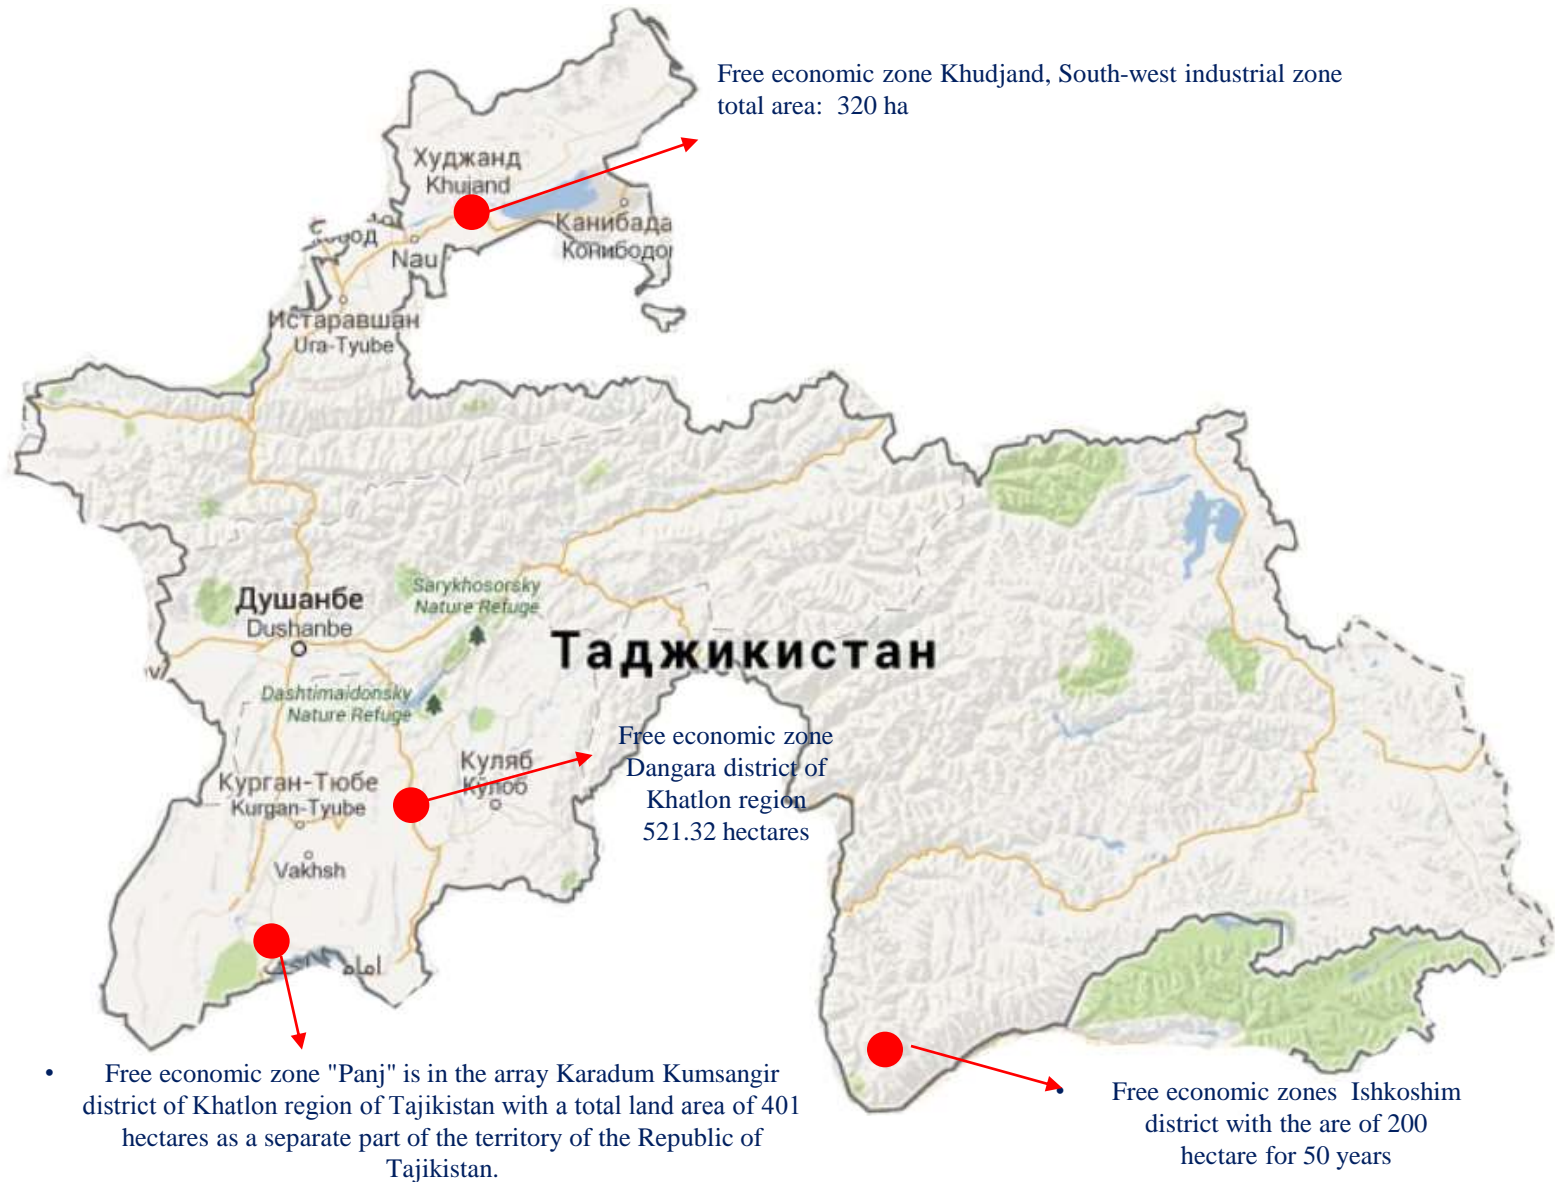 Free economic zone Khudjand, South-west industrial zone
total area: 320 ha
Худжанд
Khujand
Канибада
Конибодо
Nau
Истаравшан
Ura-Tyube
Душанбе
Dushanbe
Sarykhosorsky
Nature Refuge
Таджикистан
Dashtimaidonsky
Nature Refuge
Free economic zone
Dangara district of
Khatlon region
521.32 hectares
Куляб
Кӯлоб
Курган-Тюбе
Kurgan-Tyube
Vakhsh
امام
• Free economic zone "Panj" is in the array Karadum Kumsangir
district of Khatlon region of Tajikistan with a total land area of 401
hectares as a separate part of the territory of the Republic of
Tajikistan.
• Free economic zones Ishkoshim
district with the are of 200
hectare for 50 years